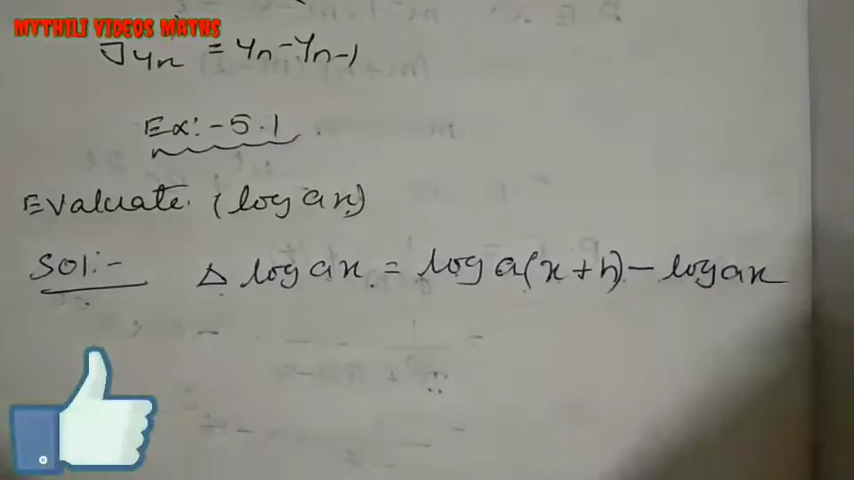 MYTHILI VIDEOS MATHS
∇yn = yn-yn-1
Ex:-5.1
Evaluate (log ax)
Sol:- Δ log ax = log a(x+h) - log ax